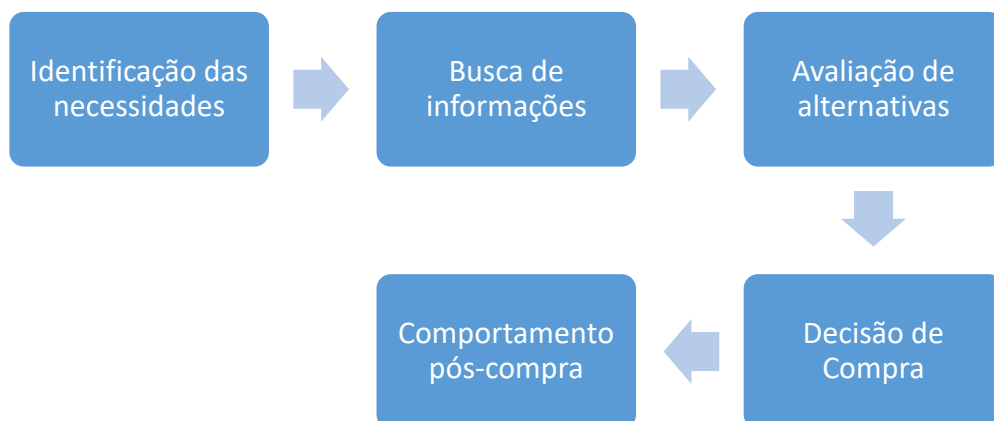 Identificação das
necessidades
Busca de
informações
Avaliação de
alternativas
Decisão de
Compra
Comportamento
pós-compra